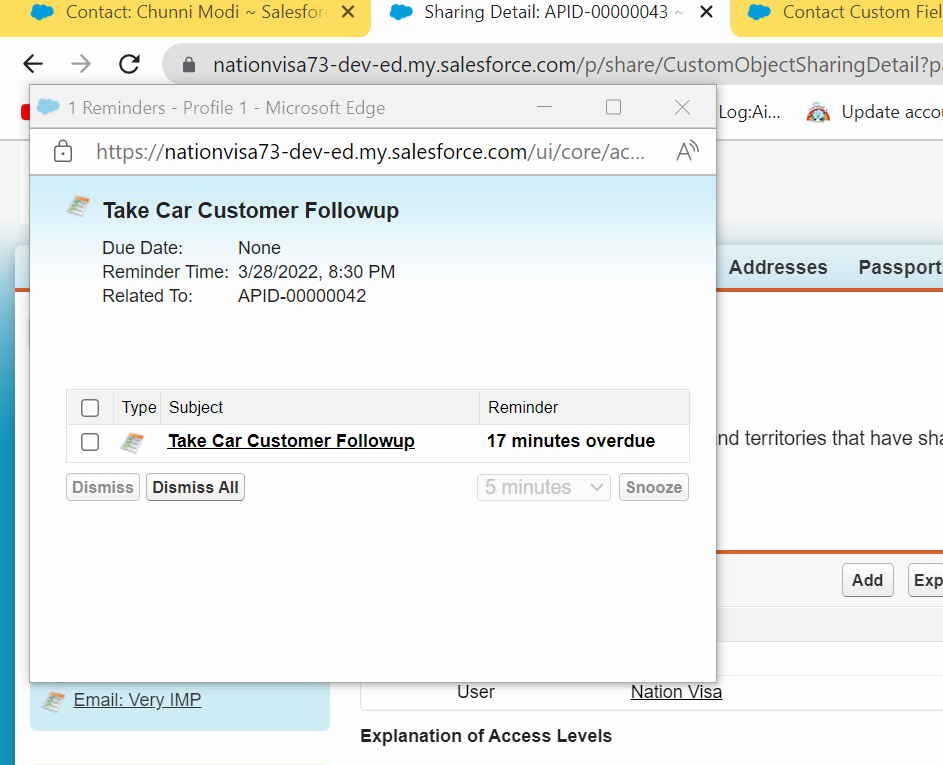 Contact: Chunni Modi ~ Salesfor
Sharing Detail: APID-00000043 ~
Contact Custom Fiel
nationvisa73-dev-ed.my.salesforce.com/p/share/CustomObjectSharingDetail?p
1 Reminders - Profile 1 - Microsoft Edge
Log:Ai...
Update acco
https://nationvisa73-dev-ed.my.salesforce.com/ui/core/ac...
Take Car Customer Followup
Due Date: None
Reminder Time: 3/28/2022, 8:30 PM
Related To: APID-00000042
Addresses
Passport
Type Subject Reminder
Take Car Customer Followup 17 minutes overdue
nd territories that have sha
Dismiss Dismiss All 5 minutes Snooze
Add Exp
User Nation Visa
Email: Very IMP
Explanation of Access Levels